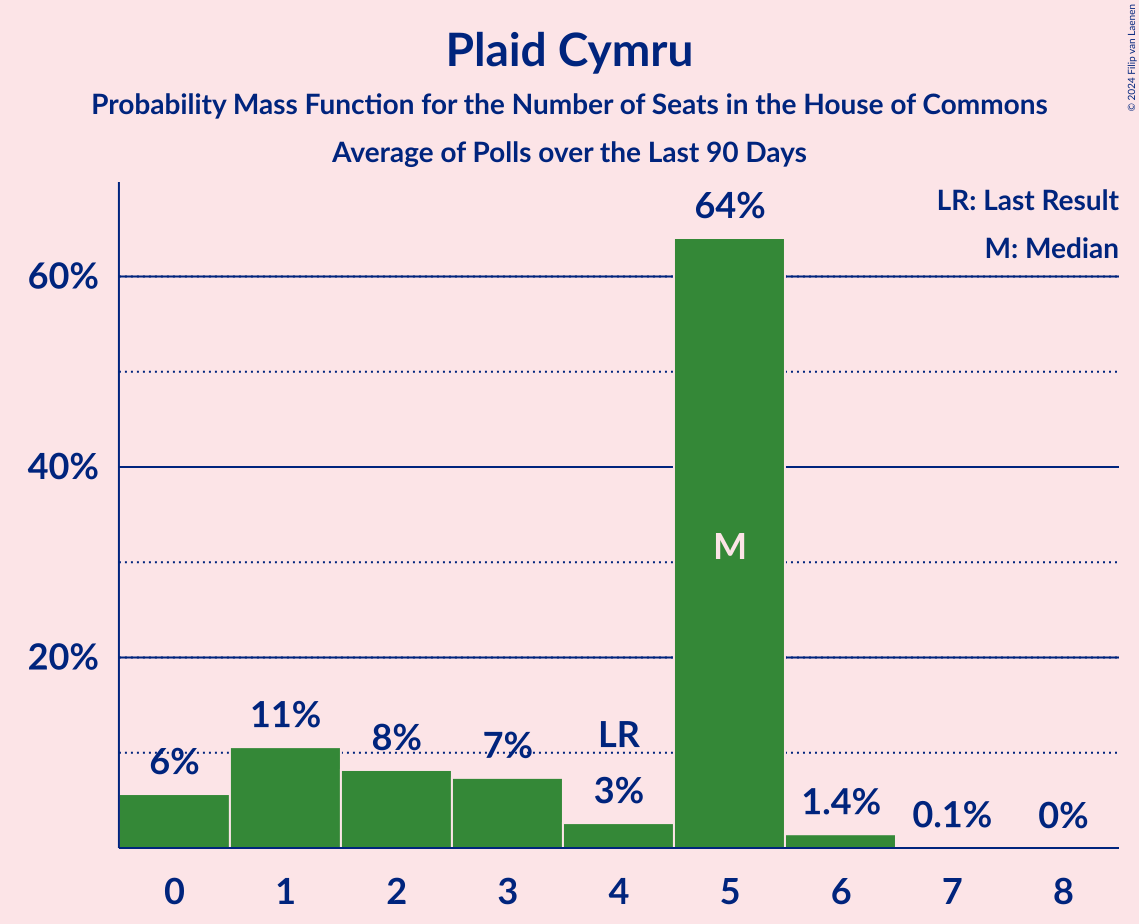 Plaid Cymru
Probability Mass Function for the Number of Seats in the House of Commons
Average of Polls over the Last 90 Days
© 2024 Filip van Laenen
LR: Last Result
M: Median
64%
60%
40%
20%
6%
11%
8%
7%
LR
3%
M
1.4%
0.1%
0%
0 1 2 3 4 5 6 7 8